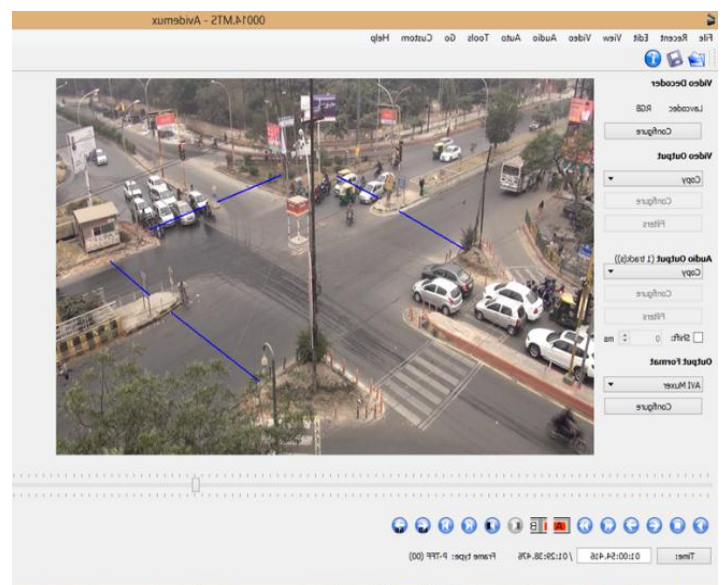 00014.MTS - Avidemux
File Recent Edit View Video Audio Auto Tools Go Custom Help
Video Decoder
Lavcodec RGB
Configure
Video Output
Copy
Configure
Filters
Audio Output (1 track(s))
Copy
Configure
Filters
Shift: 0 ms
Output Format
AVI Muxer
Configure
A B
Time: 01:00:54.416 / 01:29:38.476 Frame type: P-TFF (00)